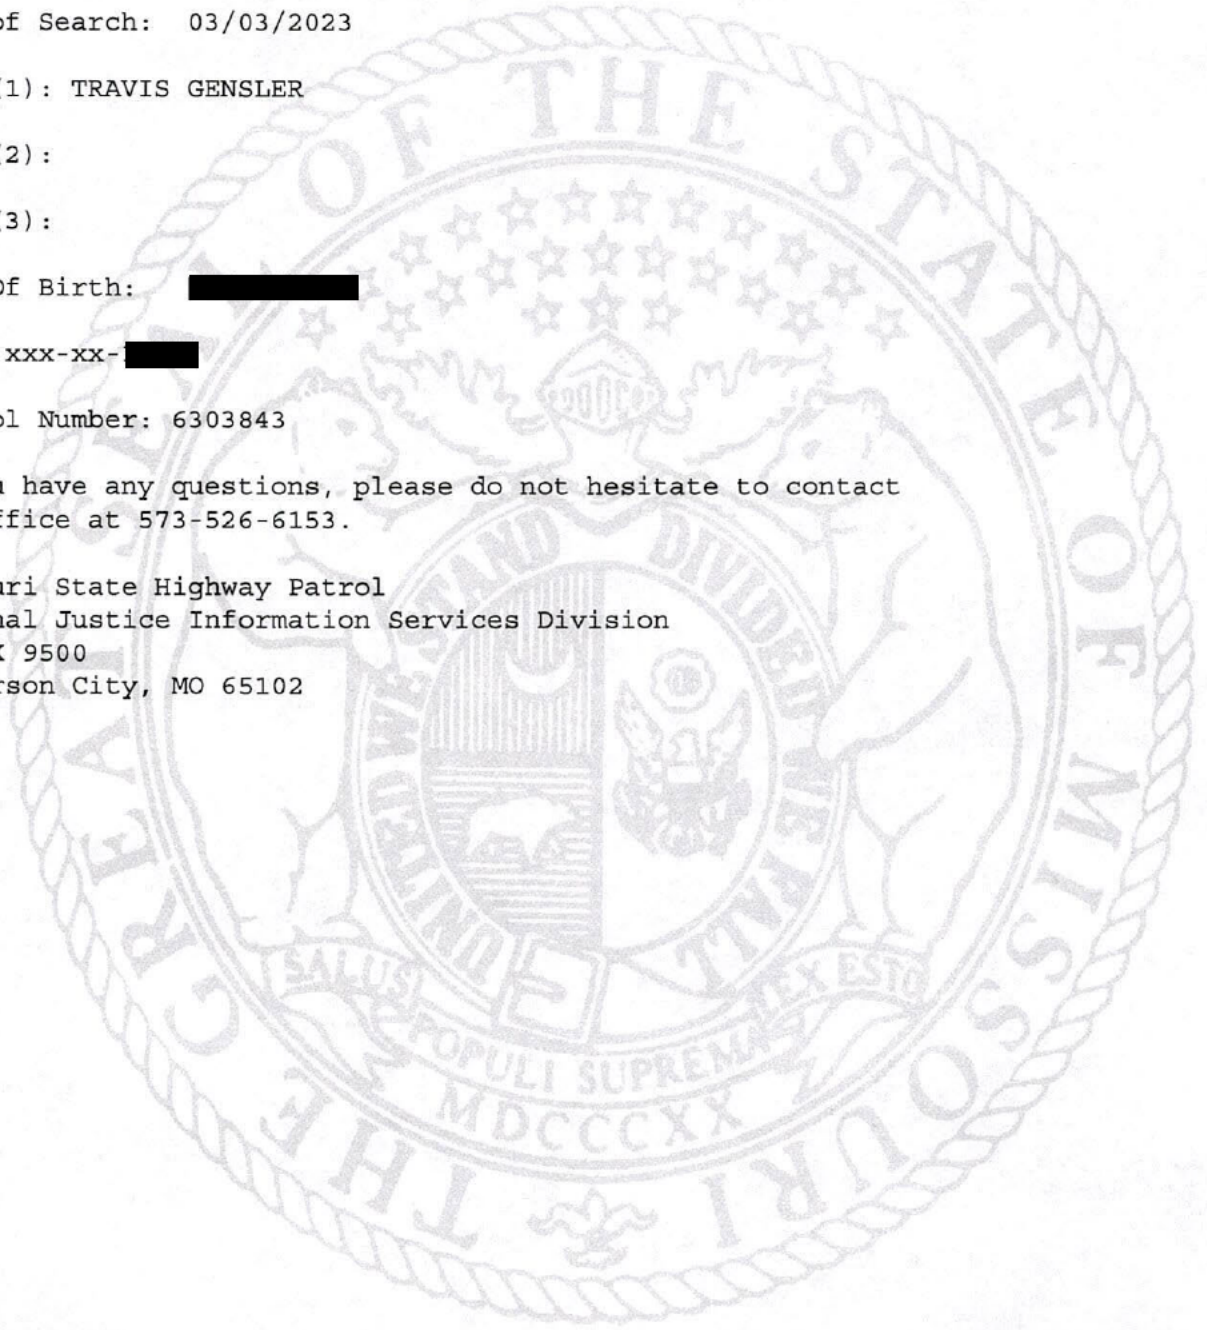 of Search: 03/03/2023
(1): TRAVIS GENSLER
(2):
(3):
Of Birth:
xxx-xx-
ol Number: 6303843
u have any questions, please do not hesitate to contact
ffice at 573-526-6153.
uri State Highway Patrol
nal Justice Information Services Division
X 9500
rson City, MO 65102
THE GREAT SEAL OF THE STATE OF MISSOURI
UNITED WE STAND DIVIDED WE FALL
SALUS POPULI SUPREMA LEX ESTO
MDCCCXX